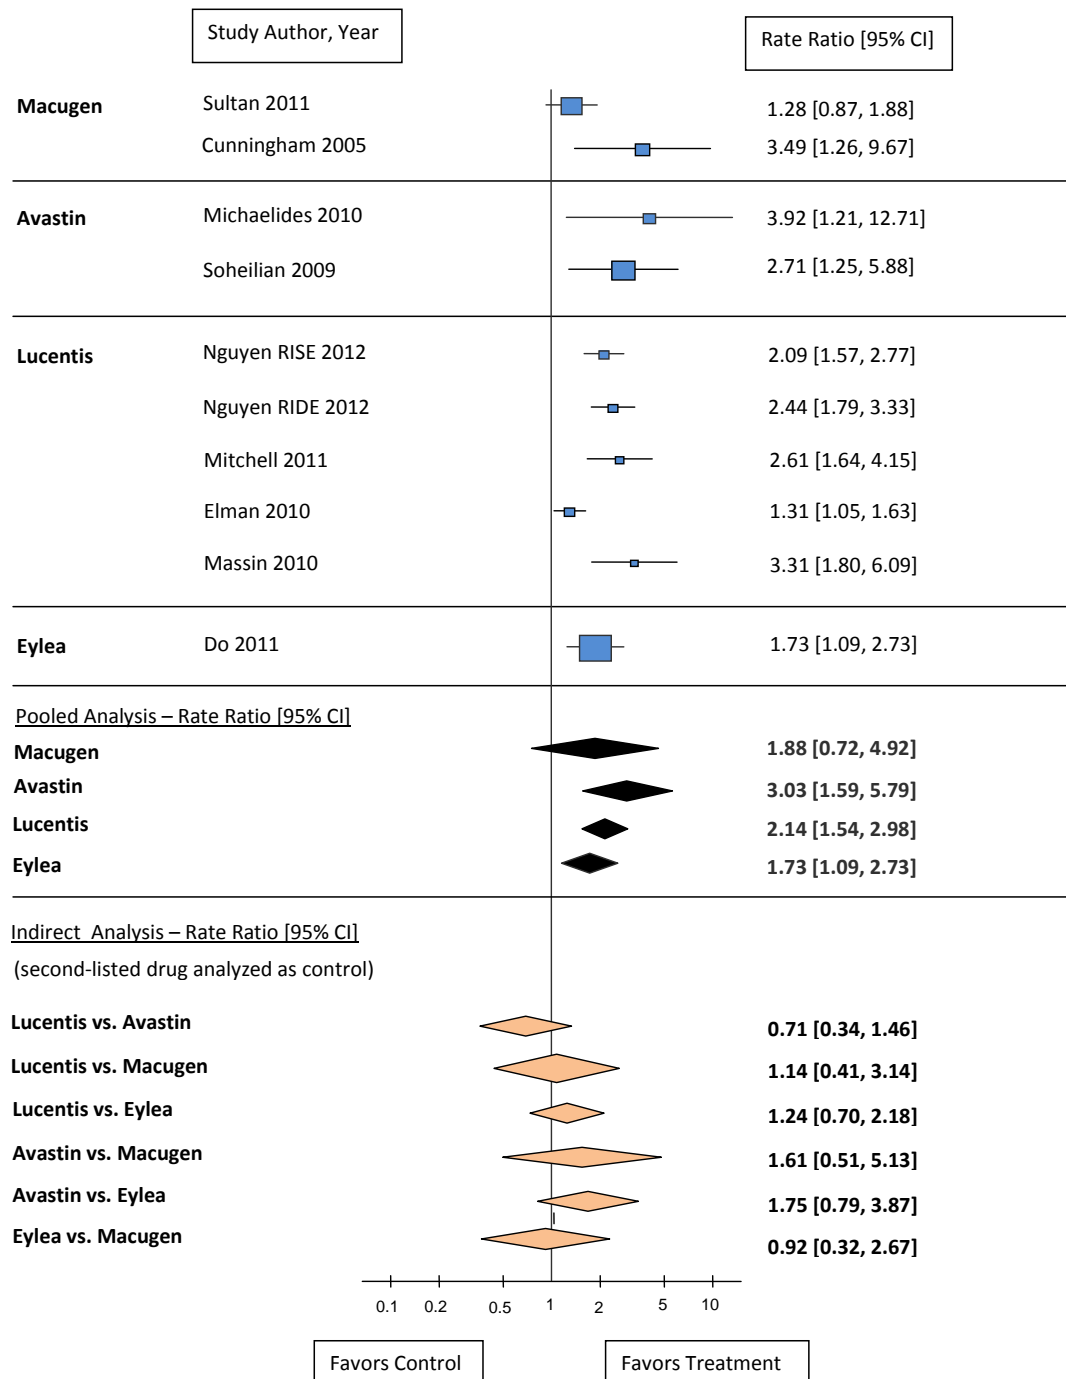 Study Author, Year
Rate Ratio [95% CI]
Macugen Sultan 2011 1.28 [0.87, 1.88]
Cunningham 2005 3.49 [1.26, 9.67]
Avastin Michaelides 2010 3.92 [1.21, 12.71]
Soheilian 2009 2.71 [1.25, 5.88]
Lucentis Nguyen RISE 2012 2.09 [1.57, 2.77]
Nguyen RIDE 2012 2.44 [1.79, 3.33]
Mitchell 2011 2.61 [1.64, 4.15]
Elman 2010 1.31 [1.05, 1.63]
Massin 2010 3.31 [1.80, 6.09]
Eylea Do 2011 1.73 [1.09, 2.73]
Pooled Analysis – Rate Ratio [95% CI]
Macugen 1.88 [0.72, 4.92]
Avastin 3.03 [1.59, 5.79]
Lucentis 2.14 [1.54, 2.98]
Eylea 1.73 [1.09, 2.73]
Indirect Analysis – Rate Ratio [95% CI]
(second-listed drug analyzed as control)
Lucentis vs. Avastin 0.71 [0.34, 1.46]
Lucentis vs. Macugen 1.14 [0.41, 3.14]
Lucentis vs. Eylea 1.24 [0.70, 2.18]
Avastin vs. Macugen 1.61 [0.51, 5.13]
Avastin vs. Eylea 1.75 [0.79, 3.87]
Eylea vs. Macugen 0.92 [0.32, 2.67]
0.1 0.2 0.5 1 2 5 10
Favors Control Favors Treatment